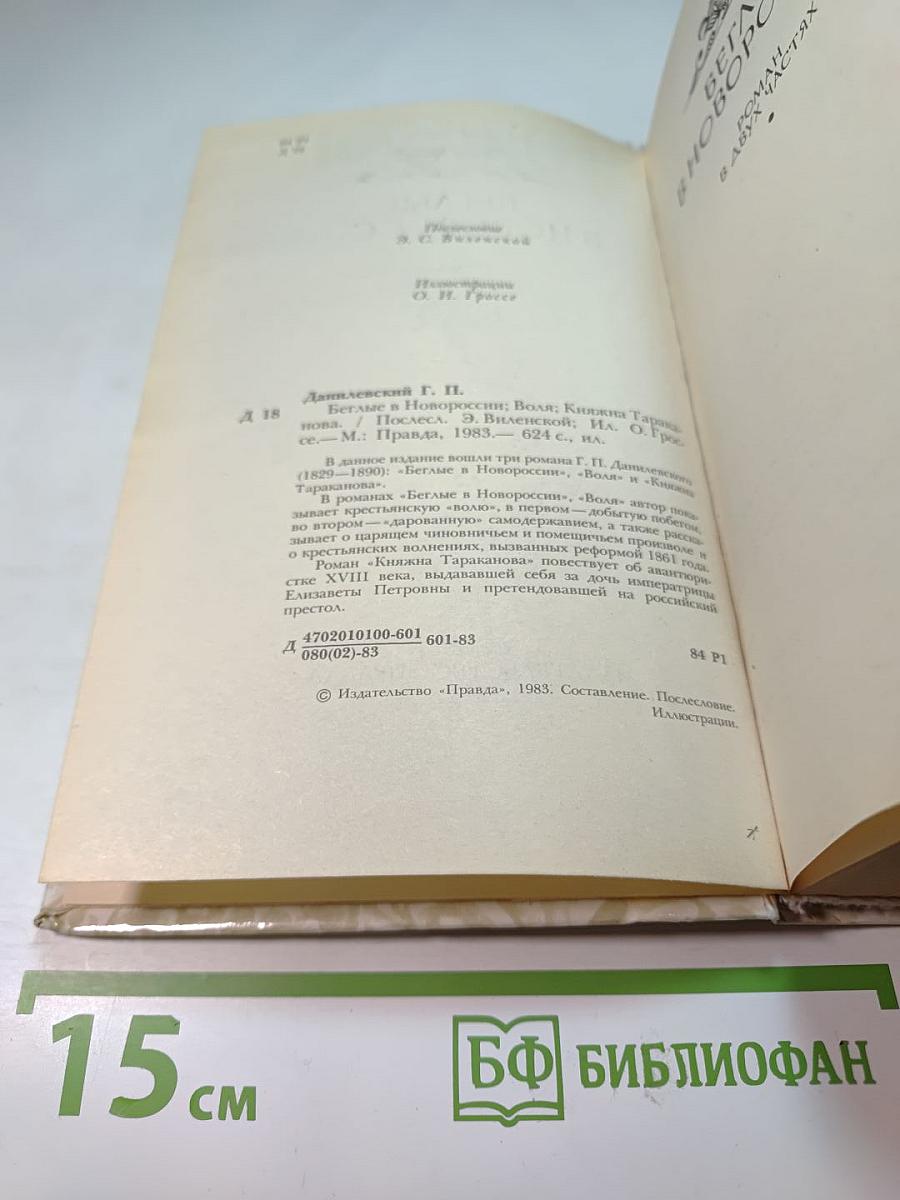 84 Р1
Д 18
Послесловие
Э. С. Виленской
Иллюстрации
О. И. Гроссе
Данилевский Г. П.
Д 18
Беглые в Новороссии; Воля; Княжна Тарака-
нова. / Послесл. Э. Виленской; Ил. О. Грос-
се.— М.: Правда, 1983.— 624 с., ил.
В данное издание вошли три романа Г. П. Данилевского
(1829—1890): «Беглые в Новороссии», «Воля» и «Княжна
Тараканова».
В романах «Беглые в Новороссии», «Воля» автор пока-
зывает крестьянскую «волю», в первом — добытую побегом,
во втором — «дарованную» самодержавием, а также расска-
зывает о царящем чиновничьем и помещичьем произволе и
о крестьянских волнениях, вызванных реформой 1861 года.
Роман «Княжна Тараканова» повествует об авантюри-
стке XVIII века, выдававшей себя за дочь императрицы
Елизаветы Петровны и претендовавшей на российский
престол.
Д 4702010100-601 601-83
080(02)-83
84 Р1
© Издательство «Правда», 1983. Составление. Послесловие.
Иллюстрации.
БЕГЛ
В НОВОРО
РОМАН
В ДВУХ ЧАСТЯХ
15 см
БФ БИБЛИОФАН